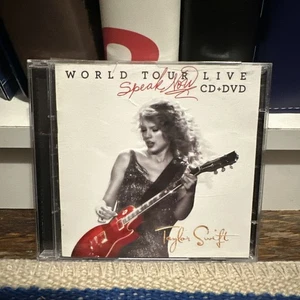 WORLD TOUR LIVE
Speak Now
CD+DVD
Taylor Swift